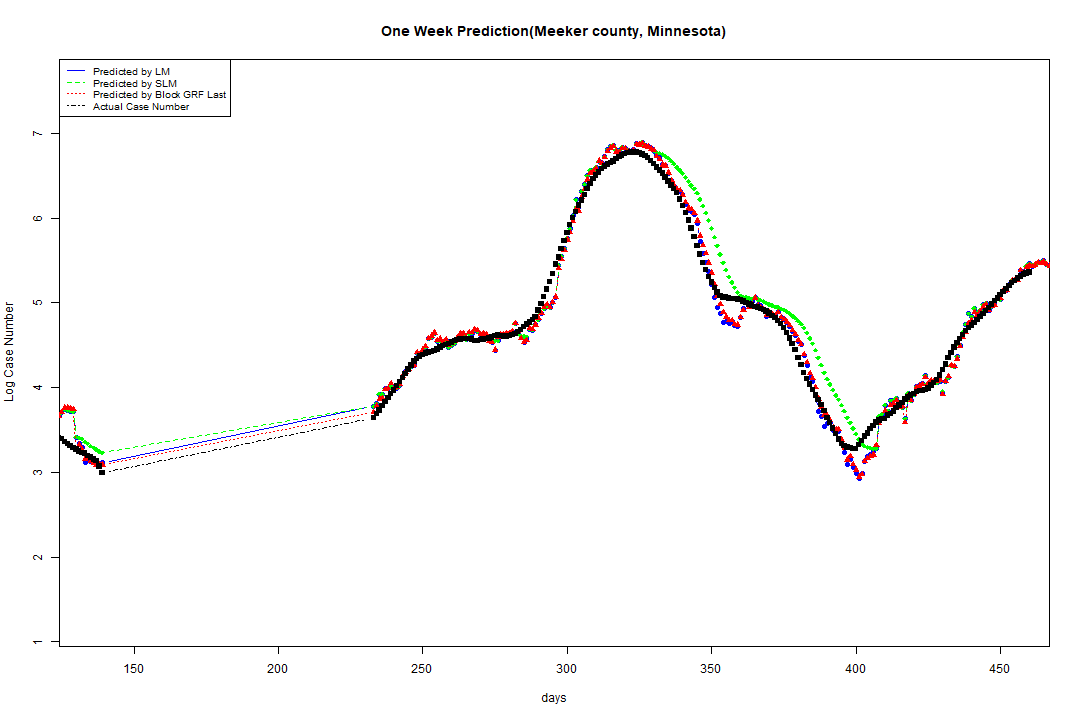 One Week Prediction(Meeker county, Minnesota)
Predicted by LM
Predicted by SLM
Predicted by Block GRF Last
Actual Case Number
7
6
5
4
3
2
1
Log Case Number
150 200 250 300 350 400 450
days